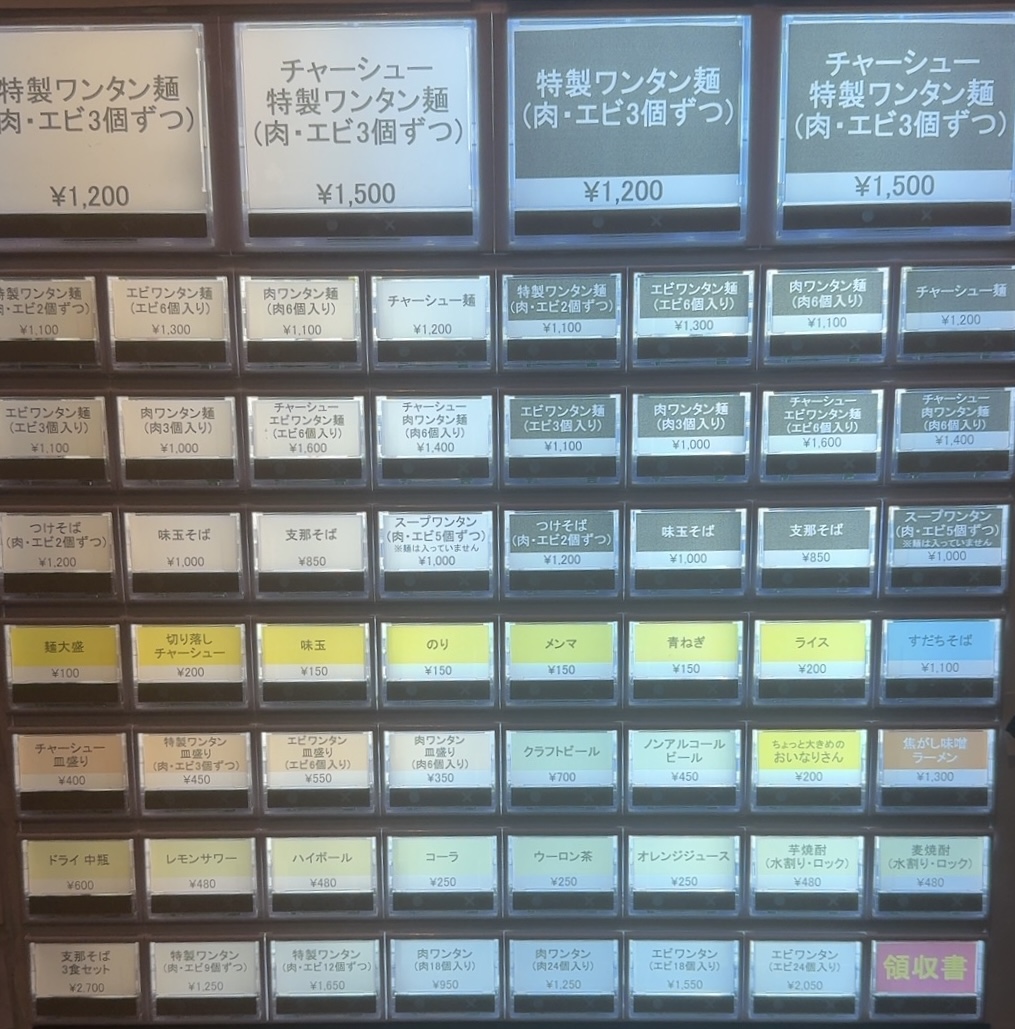 特製ワンタン麺
(肉・エビ3個ずつ)
¥1,200
チャーシュー
特製ワンタン麺
(肉・エビ3個ずつ)
¥1,500
特製ワンタン麺
(肉・エビ3個ずつ)
¥1,200
チャーシュー
特製ワンタン麺
(肉・エビ3個ずつ)
¥1,500
特製ワンタン麺
(肉・エビ2個ずつ)
¥1,100
エビワンタン麺
(エビ6個入り)
¥1,300
肉ワンタン麺
(肉6個入り)
¥1,100
チャーシュー麺
¥1,200
特製ワンタン麺
(肉・エビ2個ずつ)
¥1,100
エビワンタン麺
(エビ6個入り)
¥1,300
肉ワンタン麺
(肉6個入り)
¥1,100
チャーシュー麺
¥1,200
エビワンタン麺
(エビ3個入り)
¥1,100
肉ワンタン麺
(肉3個入り)
¥1,000
チャーシュー
エビワンタン麺
(エビ6個入り)
¥1,600
チャーシュー
肉ワンタン麺
(肉6個入り)
¥1,400
エビワンタン麺
(エビ3個入り)
¥1,100
肉ワンタン麺
(肉3個入り)
¥1,000
チャーシュー
エビワンタン麺
(エビ6個入り)
¥1,600
チャーシュー
肉ワンタン麺
(肉6個入り)
¥1,400
つけそば
(肉・エビ2個ずつ)
¥1,200
味玉そば
¥1,000
支那そば
¥850
スープワンタン
(肉・エビ5個ずつ)
※麺は入っていません
¥1,000
つけそば
(肉・エビ2個ずつ)
¥1,200
味玉そば
¥1,000
支那そば
¥850
スープワンタン
(肉・エビ5個ずつ)
※麺は入っていません
¥1,000
麺大盛
¥100
切り落し
チャーシュー
¥200
味玉
¥150
のり
¥150
メンマ
¥150
青ねぎ
¥150
ライス
¥200
すだちそば
¥1,100
チャーシュー
皿盛り
¥400
特製ワンタン
皿盛り
(肉・エビ3個ずつ)
¥450
エビワンタン
皿盛り
(エビ6個入り)
¥550
肉ワンタン
皿盛り
(肉6個入り)
¥350
クラフトビール
¥700
ノンアルコール
ビール
¥450
ちょっと大きめの
おいなりさん
¥200
焦がし味噌
ラーメン
¥1,300
ドライ 中瓶
¥600
レモンサワー
¥480
ハイボール
¥480
コーラ
¥250
ウーロン茶
¥250
オレンジジュース
¥250
芋焼酎
(水割り・ロック)
¥480
麦焼酎
(水割り・ロック)
¥480
支那そば
3食セット
¥2,700
特製ワンタン
(肉・エビ9個ずつ)
¥1,250
特製ワンタン
(肉・エビ12個ずつ)
¥1,650
肉ワンタン
(肉18個入り)
¥950
肉ワンタン
(肉24個入り)
¥1,250
エビワンタン
(エビ18個入り)
¥1,550
エビワンタン
(エビ24個入り)
¥2,050
領収書